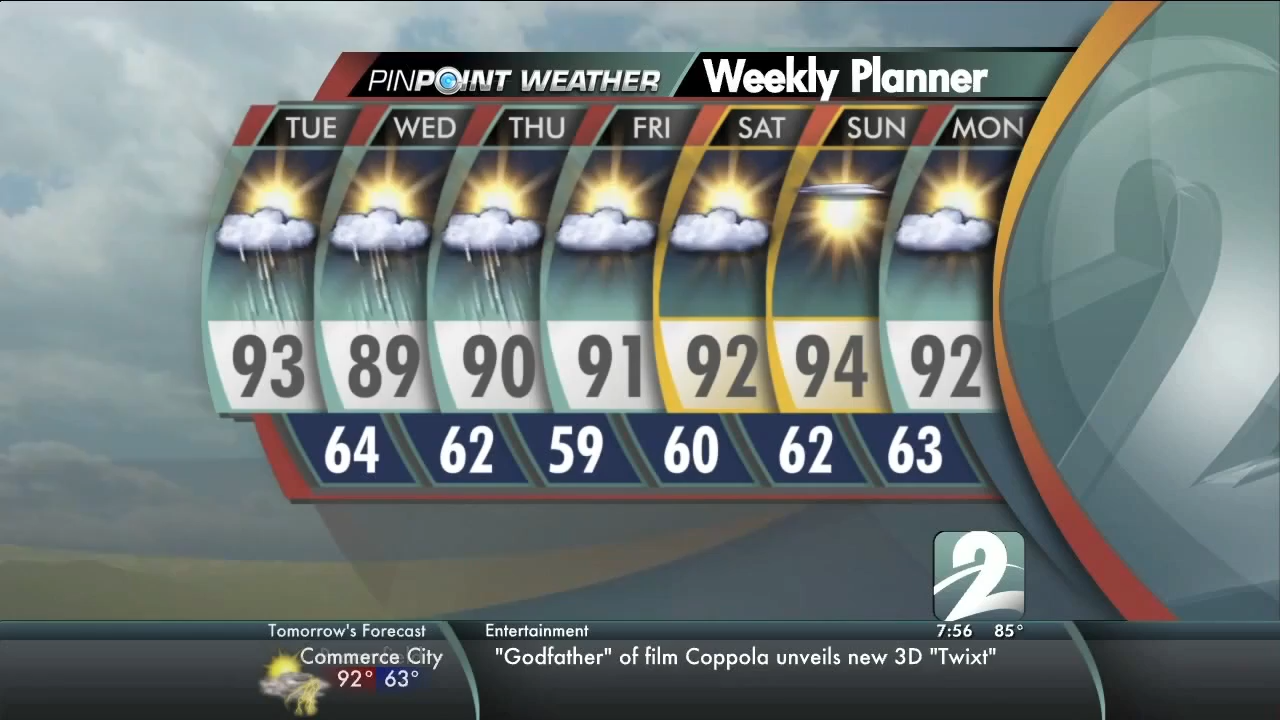 PINPOINT WEATHER Weekly Planner
TUE WED THU FRI SAT SUN MON
93 89 90 91 92 94 92
64 62 59 60 62 63
2
7:56 85°
Tomorrow's Forecast Entertainment
Commerce City "Godfather" of film Coppola unveils new 3D "Twixt"
92° 63°